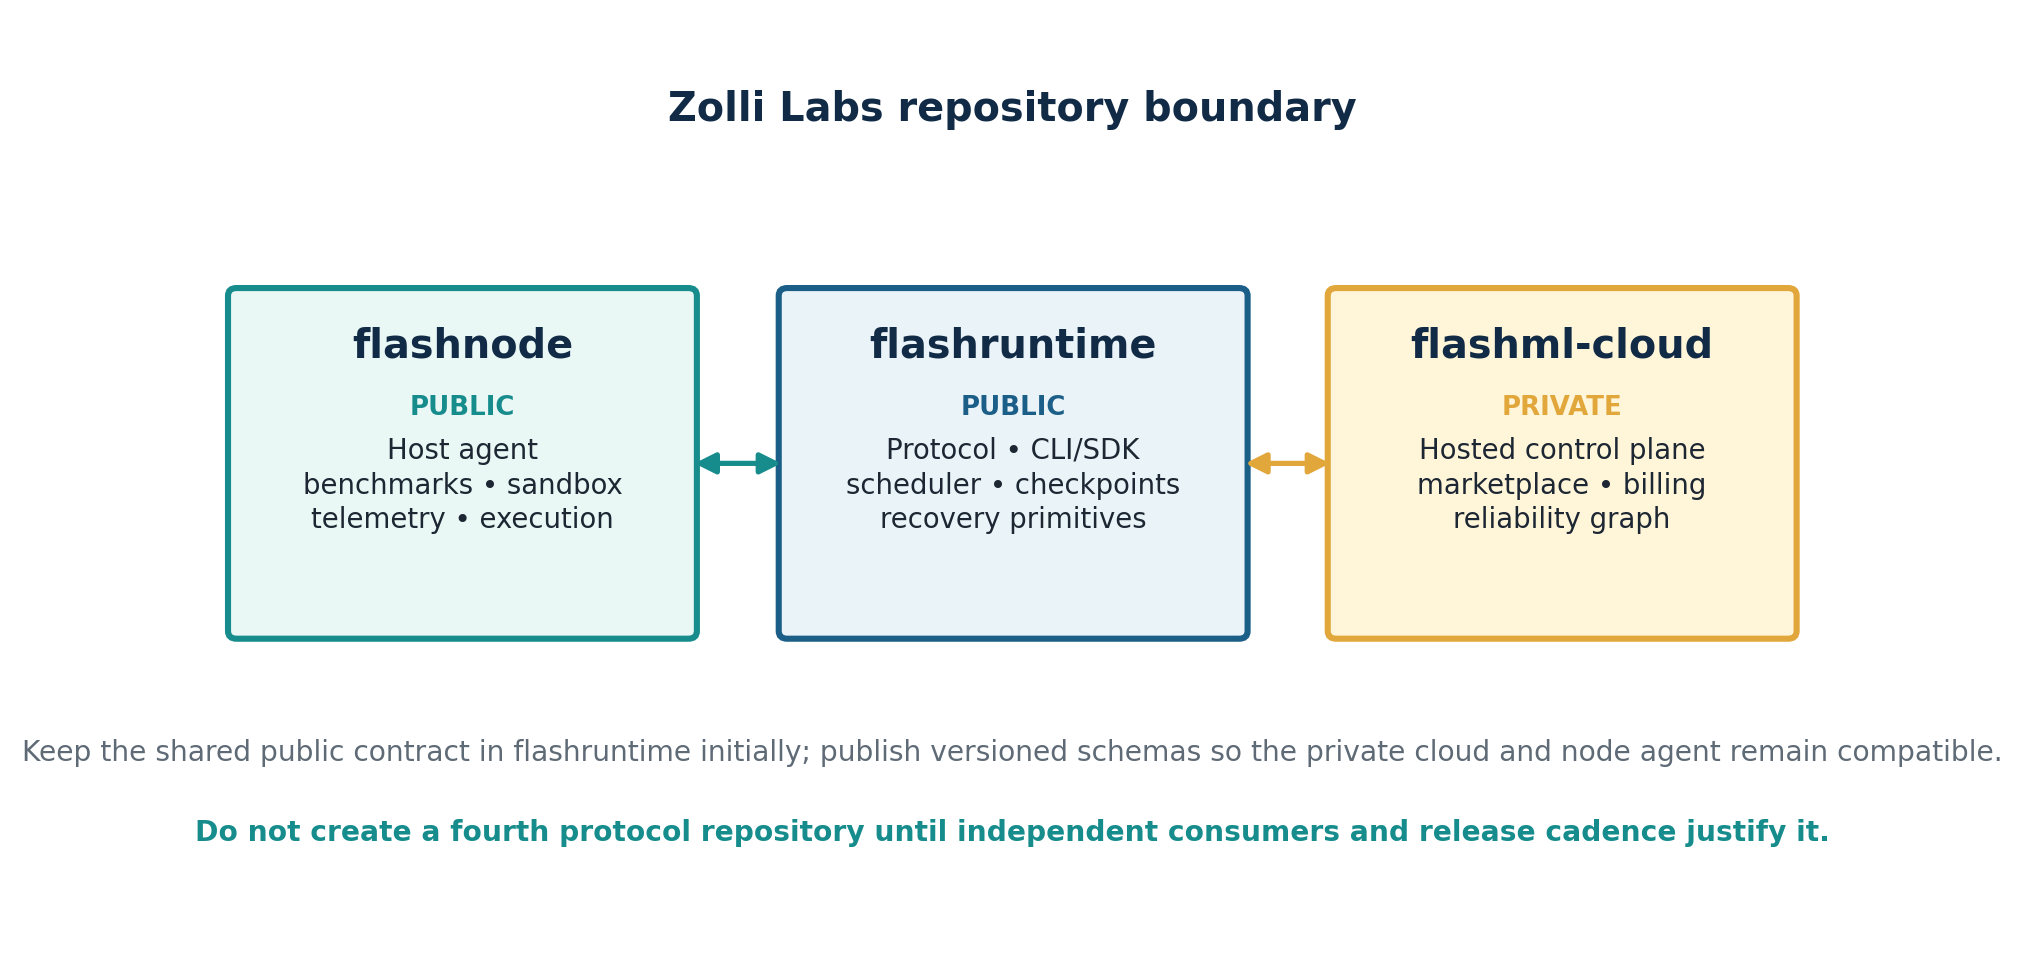 Zolli Labs repository boundary
flashnode
PUBLIC
Host agent
benchmarks • sandbox
telemetry • execution
flashruntime
PUBLIC
Protocol • CLI/SDK
scheduler • checkpoints
recovery primitives
flashml-cloud
PRIVATE
Hosted control plane
marketplace • billing
reliability graph
Keep the shared public contract in flashruntime initially; publish versioned schemas so the private cloud and node agent remain compatible.
Do not create a fourth protocol repository until independent consumers and release cadence justify it.